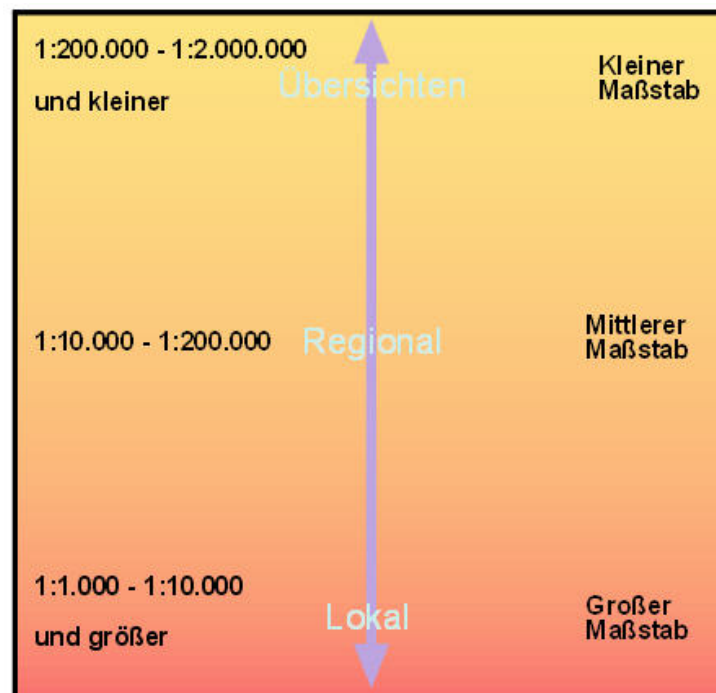 1:200.000 - 1:2.000.000
und kleiner
Übersichten
Kleiner
Maßstab
1:10.000 - 1:200.000
Regional
Mittlerer
Maßstab
1:1.000 - 1:10.000
und größer
Lokal
Großer
Maßstab